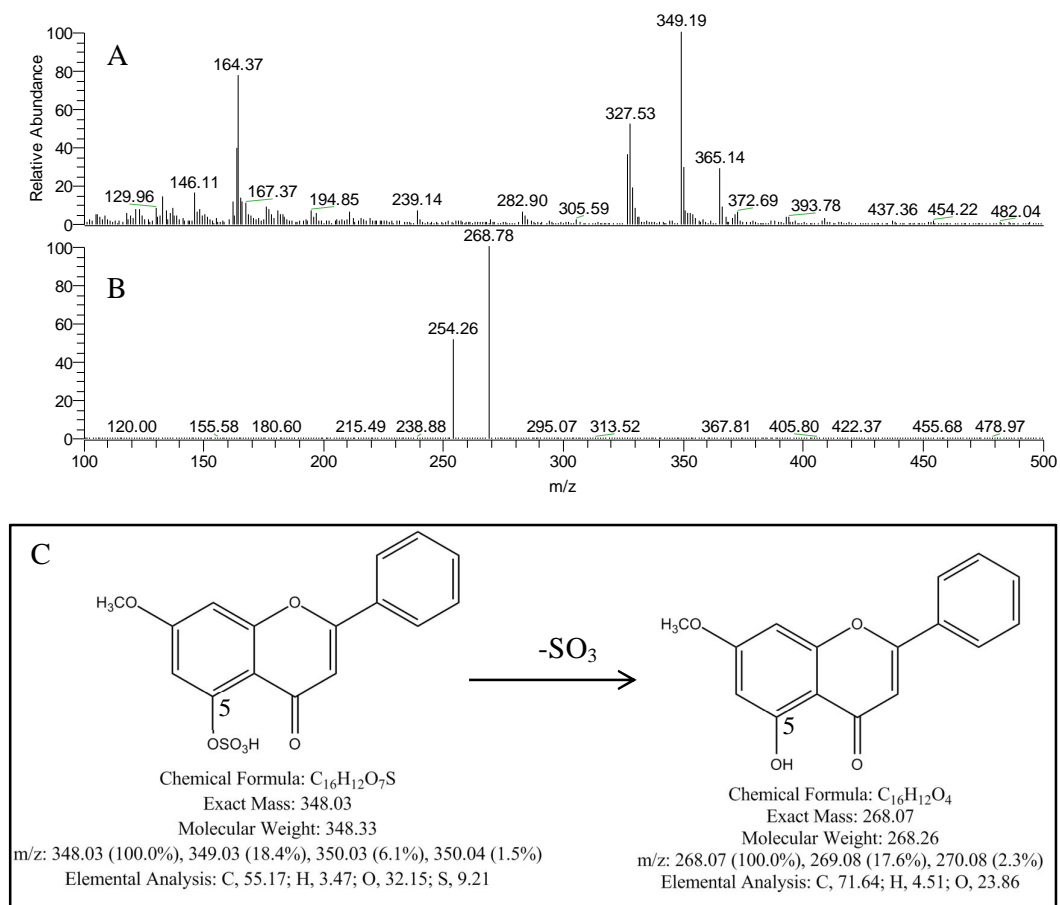 A
Relative Abundance
100
80
60
40
20
0
129.96
146.11
164.37
167.37
194.85
239.14
282.90
305.59
327.53
349.19
365.14
372.69
393.78
437.36
454.22
482.04
B
100
80
60
40
20
0
120.00
155.58
180.60
215.49
238.88
254.26
268.78
295.07
313.52
367.81
405.80
422.37
455.68
478.97
100 150 200 250 300 350 400 450 500
m/z
C
H₃CO
O
5
OSO₃H
O
-SO₃
H₃CO
O
5
OH
O
Chemical Formula: C₁₆H₁₂O₇S
Exact Mass: 348.03
Molecular Weight: 348.33
m/z: 348.03 (100.0%), 349.03 (18.4%), 350.03 (6.1%), 350.04 (1.5%)
Elemental Analysis: C, 55.17; H, 3.47; O, 32.15; S, 9.21
Chemical Formula: C₁₆H₁₂O₄
Exact Mass: 268.07
Molecular Weight: 268.26
m/z: 268.07 (100.0%), 269.08 (17.6%), 270.08 (2.3%)
Elemental Analysis: C, 71.64; H, 4.51; O, 23.86